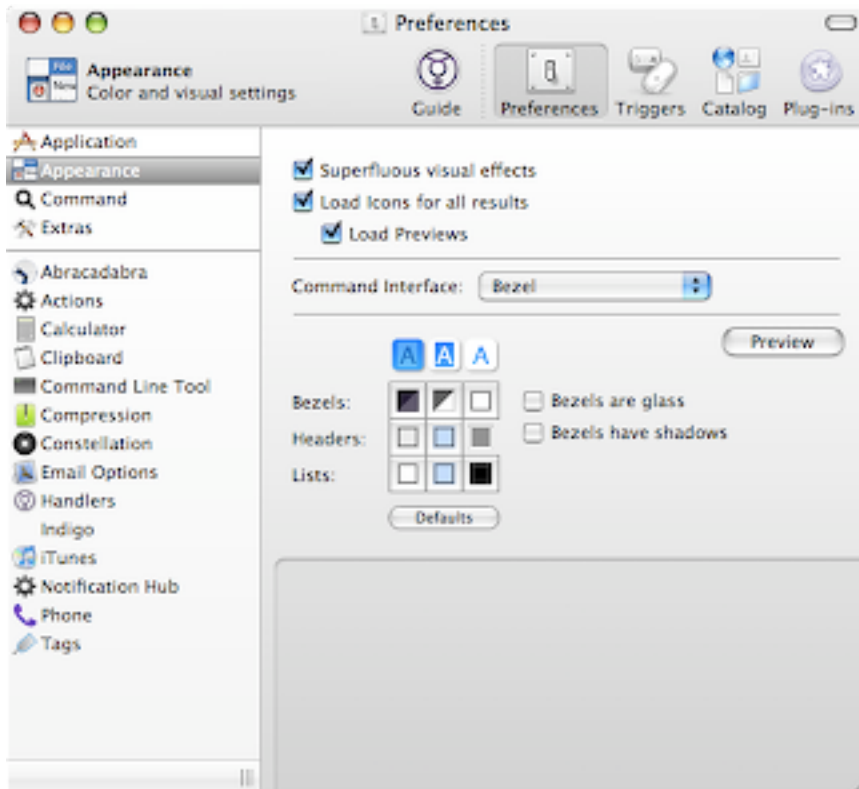 Preferences
Appearance
Color and visual settings
Guide
Preferences
Triggers
Catalog
Plug-ins
Application
Appearance
Command
Extras
Abracadabra
Actions
Calculator
Clipboard
Command Line Tool
Compression
Constellation
Email Options
Handlers
Indigo
iTunes
Notification Hub
Phone
Tags
Superfluous visual effects
Load Icons for all results
Load Previews
Command Interface: Bezel
Preview
A A A
Bezels:
Bezels are glass
Headers:
Bezels have shadows
Lists:
Defaults